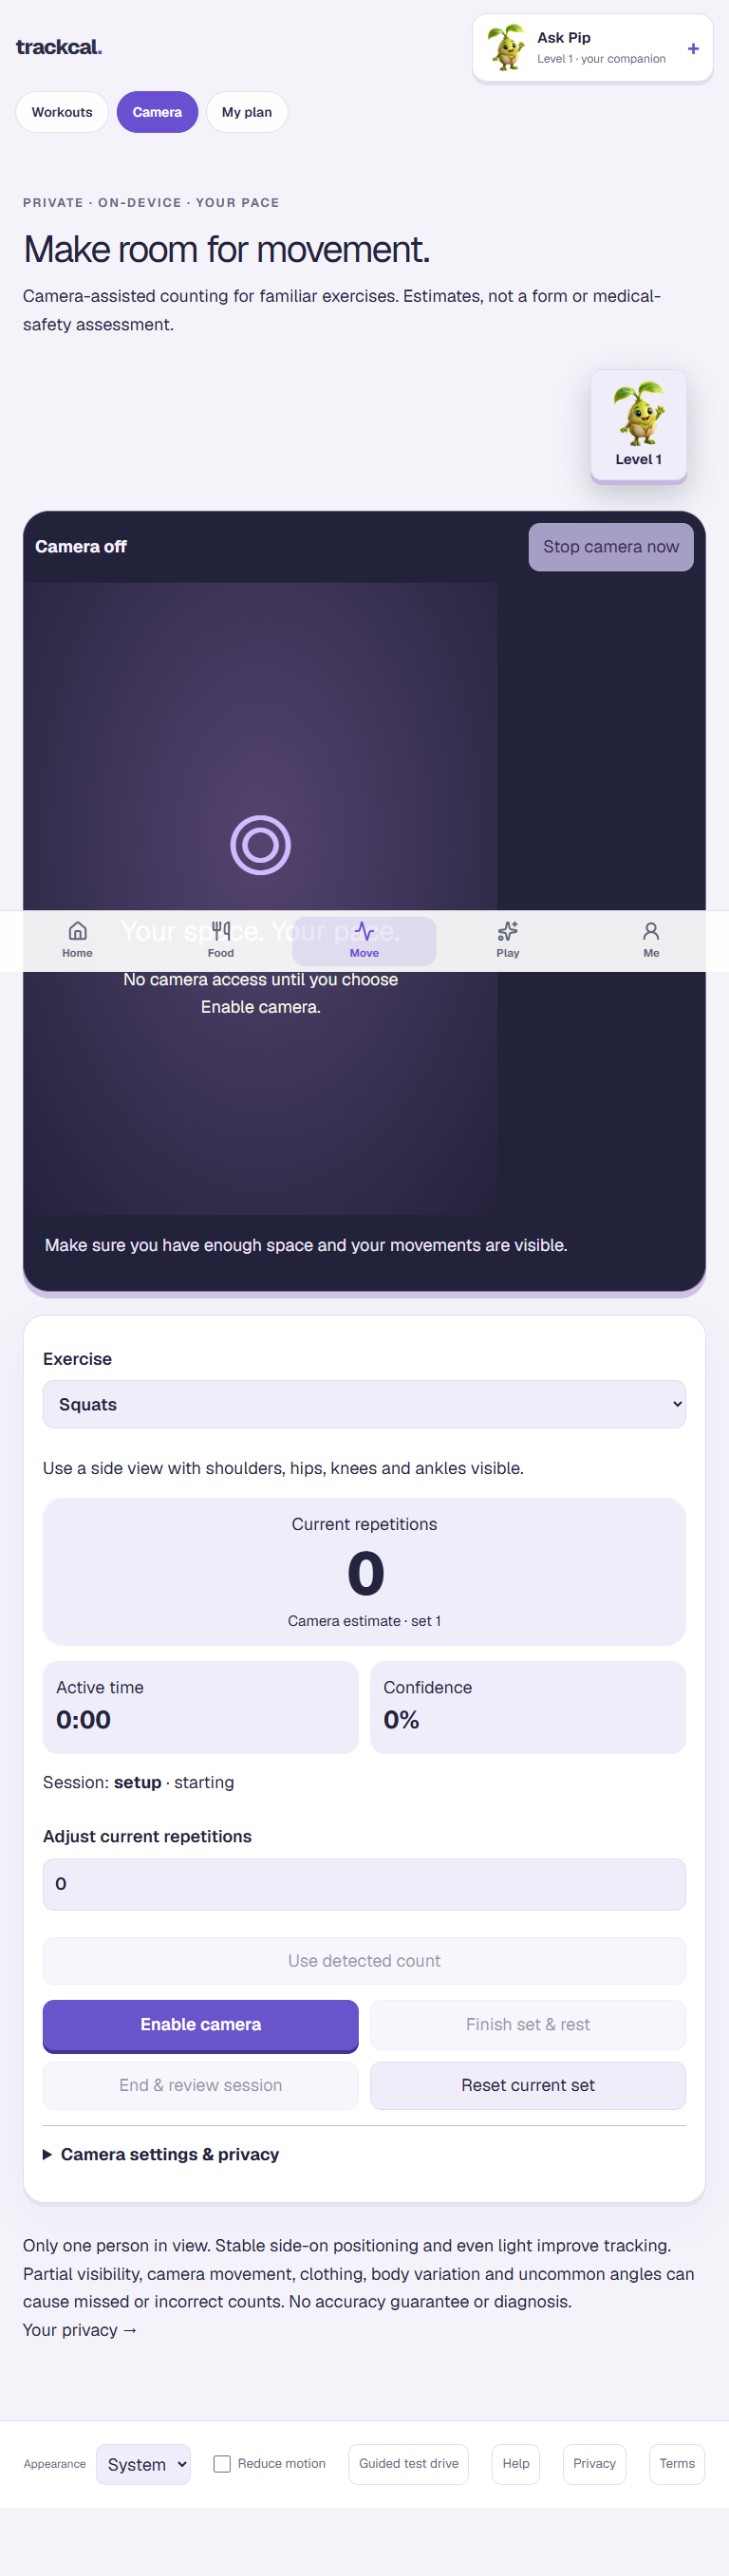 trackcal.
Ask Pip
Level 1 · your companion
+
Workouts
Camera
My plan
PRIVATE · ON-DEVICE · YOUR PACE
Make room for movement.
Camera-assisted counting for familiar exercises. Estimates, not a form or medical-
safety assessment.
Level 1
Camera off
Stop camera now
Your space. Your pace.
Home
Food
Move
Play
Me
No camera access until you choose
Enable camera.
Make sure you have enough space and your movements are visible.
Exercise
Squats
Use a side view with shoulders, hips, knees and ankles visible.
Current repetitions
0
Camera estimate · set 1
Active time
0:00
Confidence
0%
Session: setup · starting
Adjust current repetitions
0
Use detected count
Enable camera
Finish set & rest
End & review session
Reset current set
Camera settings & privacy
Only one person in view. Stable side-on positioning and even light improve tracking.
Partial visibility, camera movement, clothing, body variation and uncommon angles can
cause missed or incorrect counts. No accuracy guarantee or diagnosis.
Your privacy →
Appearance
System
Reduce motion
Guided test drive
Help
Privacy
Terms